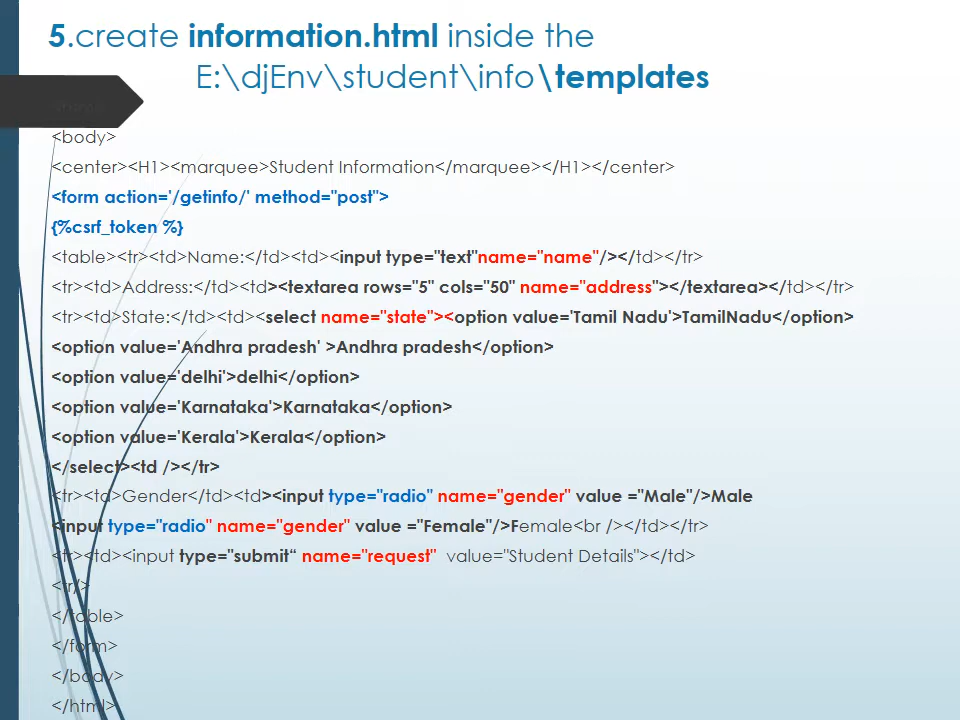 5.create information.html inside the
E:\djEnv\student\info\templates
<html>
<body>
<center><H1><marquee>Student Information</marquee></H1></center>
<form action='/getinfo/' method="post">
{%csrf_token %}
<table><tr><td>Name:</td><td><input type="text"name="name"/></td></tr>
<tr><td>Address:</td><td><textarea rows="5" cols="50" name="address"></textarea></td></tr>
<tr><td>State:</td><td><select name="state"><option value='Tamil Nadu'>TamilNadu</option>
<option value='Andhra pradesh' >Andhra pradesh</option>
<option value='delhi'>delhi</option>
<option value='Karnataka'>Karnataka</option>
<option value='Kerala'>Kerala</option>
</select><td /></tr>
<tr><td>Gender</td><td><input type="radio" name="gender" value ="Male"/>Male
<input type="radio" name="gender" value ="Female"/>Female<br /></td></tr>
<tr><td><input type="submit“ name="request"  value="Student Details"></td>
<tr/>
</table>
</form>
</body>
</html>